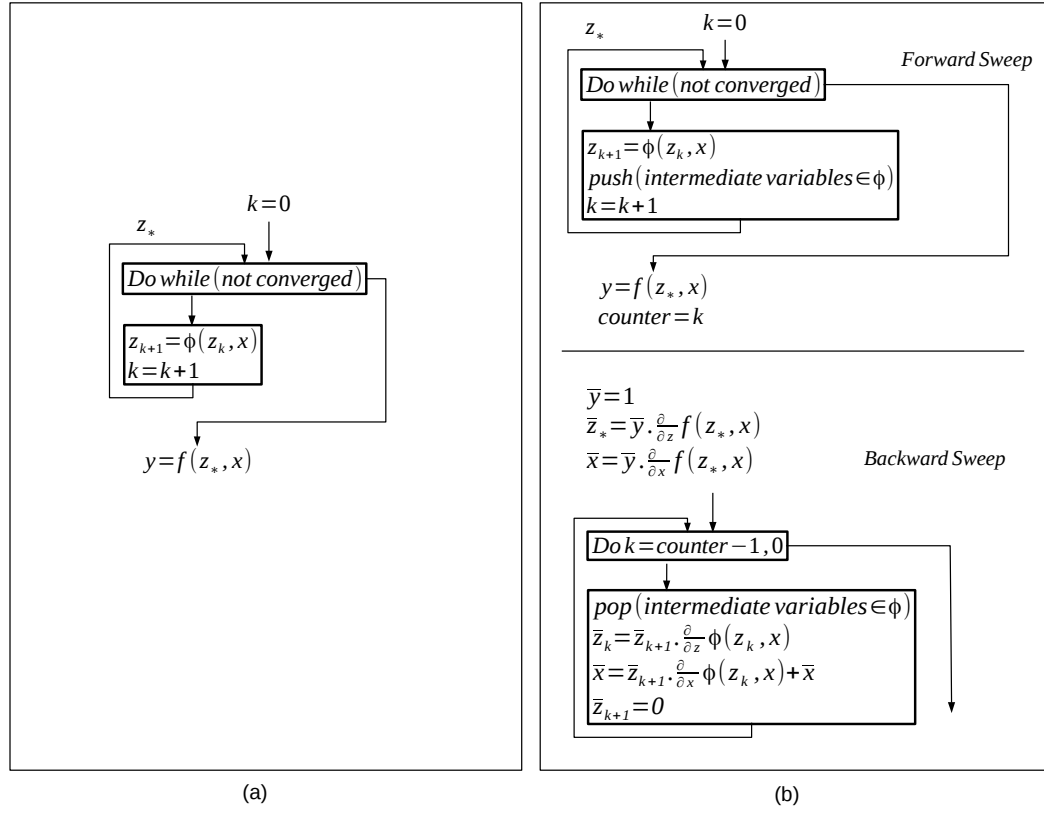 k=0
z_*
Do while(not converged)
z_{k+1}=ϕ(z_k,x)
k=k+1
y=f(z_*,x)
(a)
k=0
z_*
Forward Sweep
Do while(not converged)
z_{k+1}=ϕ(z_k,x)
push(intermediate variables∈ϕ)
k=k+1
y=f(z_*,x)
counter=k
y̅=1
z̅_*=y̅.∂/∂z f(z_*,x)
x̅=y̅.∂/∂x f(z_*,x)
Backward Sweep
Do k=counter−1,0
pop(intermediate variables∈ϕ)
z̅_k=z̅_{k+1}.∂/∂z ϕ(z_k,x)
x̅=z̅_{k+1}.∂/∂x ϕ(z_k,x)+x̅
z̅_{k+1}=0
(b)